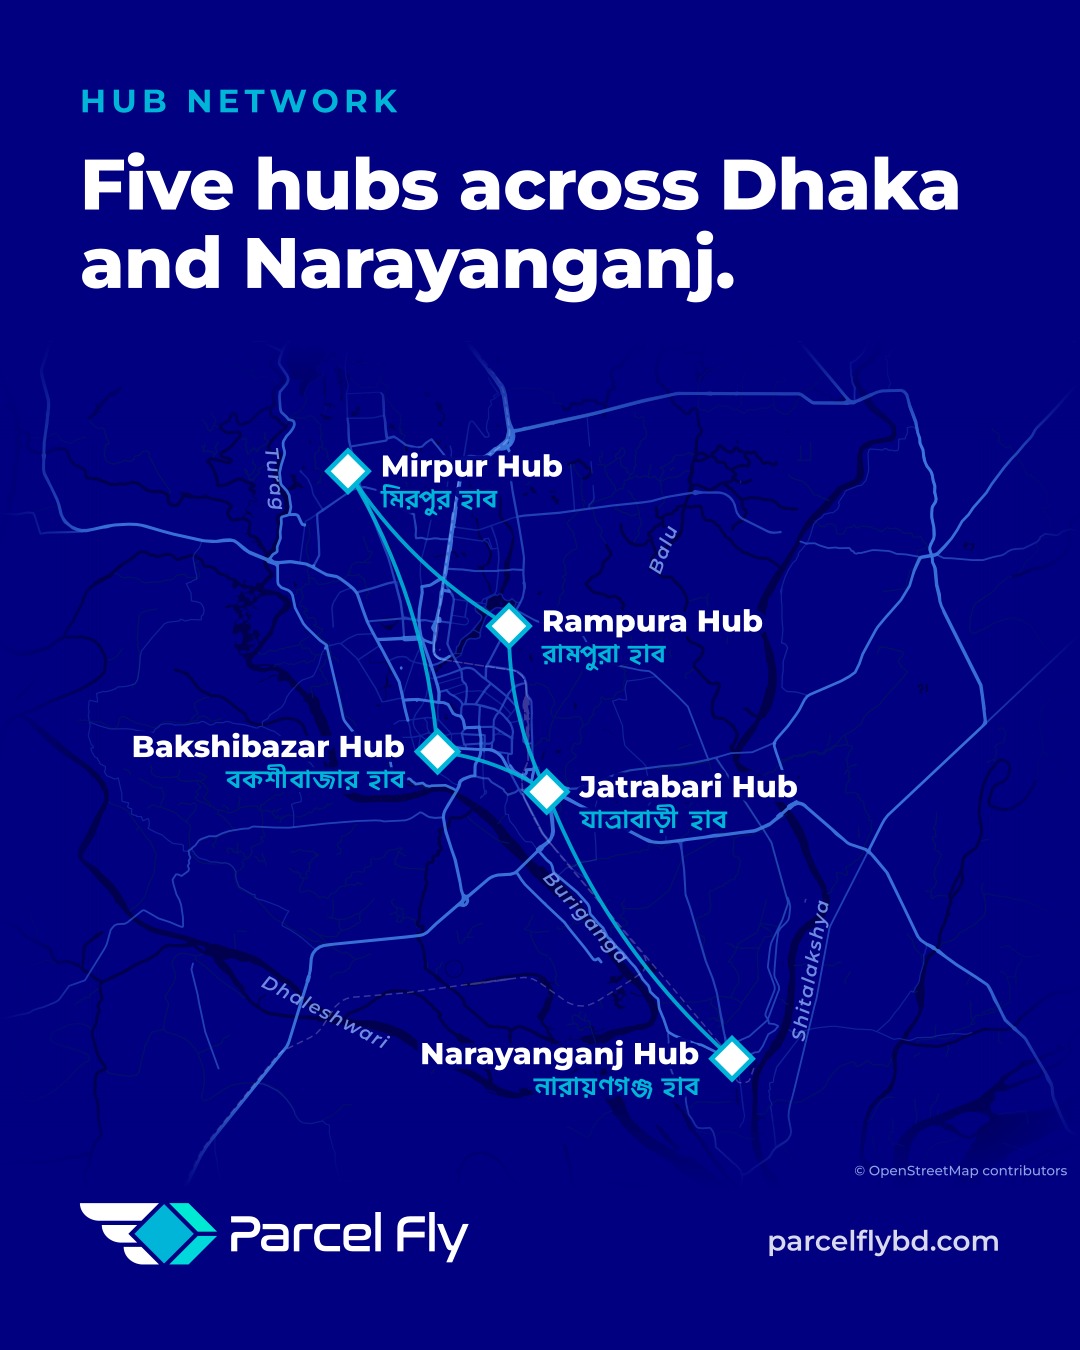 HUB NETWORK
Five hubs across Dhaka
and Narayanganj.
Turag
Mirpur Hub
মিরপুর হাব
Balu
Rampura Hub
রামপুরা হাব
Bakshibazar Hub
বকশীবাজার হাব
Jatrabari Hub
যাত্রাবাড়ী হাব
Buriganga
Shitalakshya
Dhaleshwari
Narayanganj Hub
নারায়ণগঞ্জ হাব
© OpenStreetMap contributors
Parcel Fly
parcelflybd.com